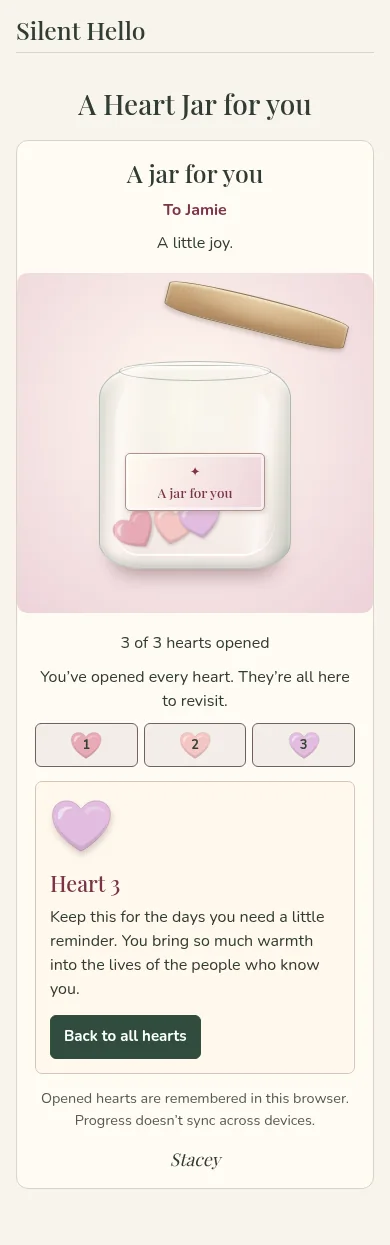 Silent Hello
A Heart Jar for you
A jar for you
To Jamie
A little joy.
A jar for you
3 of 3 hearts opened
You’ve opened every heart. They’re all here
to revisit.
1 2 3
Heart 3
Keep this for the days you need a little
reminder. You bring so much warmth
into the lives of the people who know
you.
Back to all hearts
Opened hearts are remembered in this browser.
Progress doesn’t sync across devices.
Stacey